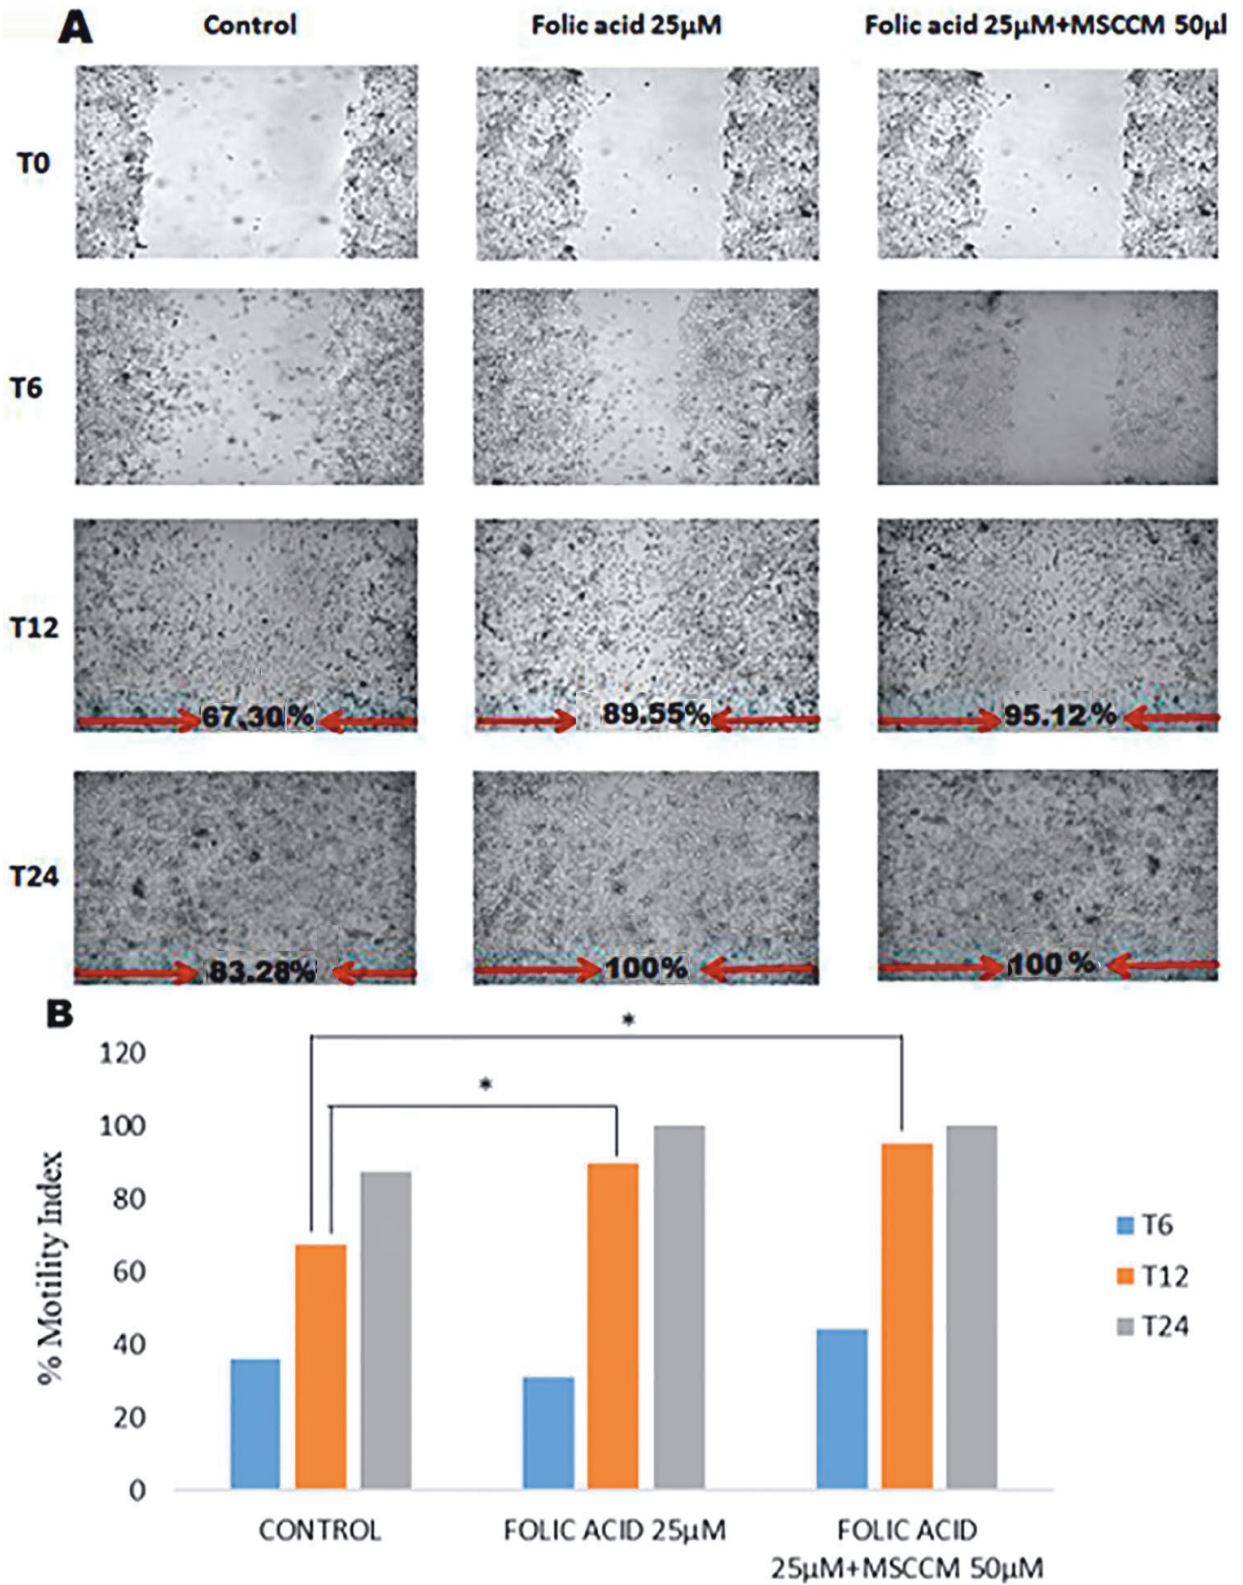 A
Control
Folic acid 25µM
Folic acid 25µM+MSCCM 50µl
T0
T6
T12
67.30%
89.55%
95.12%
T24
83.28%
100%
100 %
B
*
*
% Motility Index
120
100
80
60
40
20
0
T6
T12
T24
CONTROL
FOLIC ACID 25µM
FOLIC ACID
25µM+MSCCM 50µM